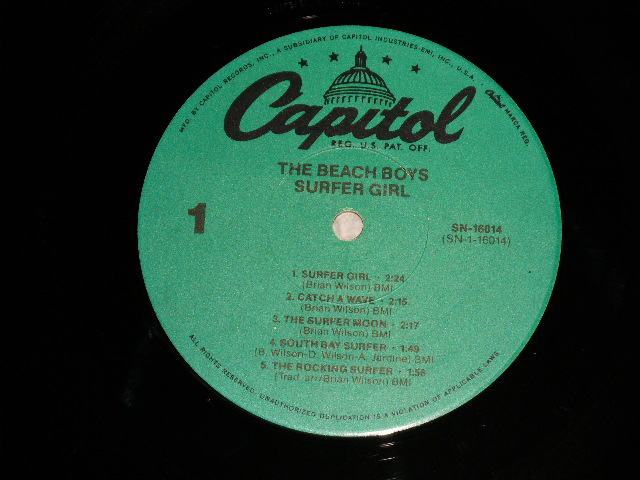 MFD. BY CAPITOL RECORDS, INC., A SUBSIDIARY OF CAPITOL INDUSTRIES-EMI, INC., U.S.A. Capitol MARCA REG.
Capitol
REG. U.S. PAT. OFF.
THE BEACH BOYS
SURFER GIRL
1
SN-16014
(SN-1-16014)
1. SURFER GIRL · 2:24
(Brian Wilson) BMI
2. CATCH A WAVE · 2:15
(Brian Wilson) BMI
3. THE SURFER MOON · 2:17
(Brian Wilson) BMI
4. SOUTH BAY SURFER · 1:49
(B. Wilson-D. Wilson-A. Jardine) BMI
5. THE ROCKING SURFER · 1:58
(Trad. arr/Brian Wilson) BMI
ALL RIGHTS RESERVED. UNAUTHORIZED DUPLICATION IS A VIOLATION OF APPLICABLE LAWS